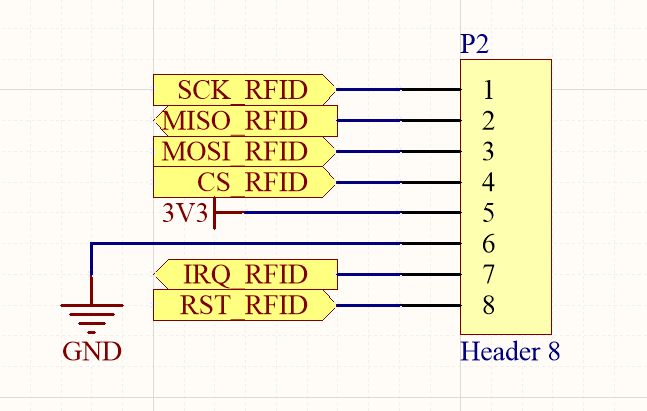 P2
SCK_RFID 1
MISO_RFID 2
MOSI_RFID 3
CS_RFID 4
3V3 5
6
IRQ_RFID 7
RST_RFID 8
GND
Header 8